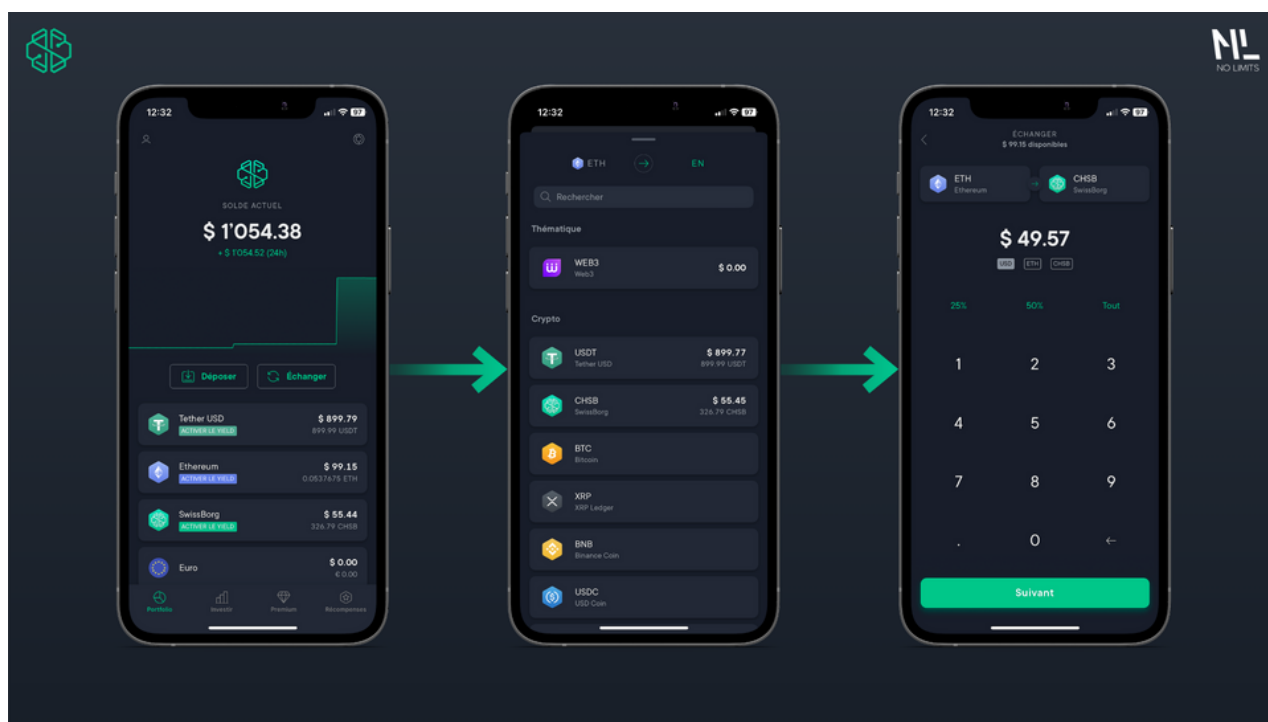 NL
NO LIMITS
12:32
97
SOLDE ACTUEL
$ 1'054.38
+ $ 1'054.52 (24h)
Déposer
Échanger
Tether USD
$ 899.79
ACTIVER LE YIELD
899.99 USDT
Ethereum
$ 99.15
ACTIVER LE YIELD
0.0537675 ETH
SwissBorg
$ 55.44
ACTIVER LE YIELD
326.79 CHSB
Euro
$ 0.00
€ 0.00
Portfolio
Investir
Premium
Récompenses
12:32
97
ETH
EN
Rechercher
Thématique
WEB3
$ 0.00
Web3
Crypto
USDT
$ 899.77
Tether USD
899.99 USDT
CHSB
$ 55.45
SwissBorg
326.79 CHSB
BTC
Bitcoin
XRP
XRP Ledger
BNB
Binance Coin
USDC
USD Coin
12:32
97
ÉCHANGER
$ 99.15 disponibles
ETH
Ethereum
CHSB
SwissBorg
$ 49.57
USD ETH CHSB
25% 50% Tout
1 2 3
4 5 6
7 8 9
. 0 ←
Suivant